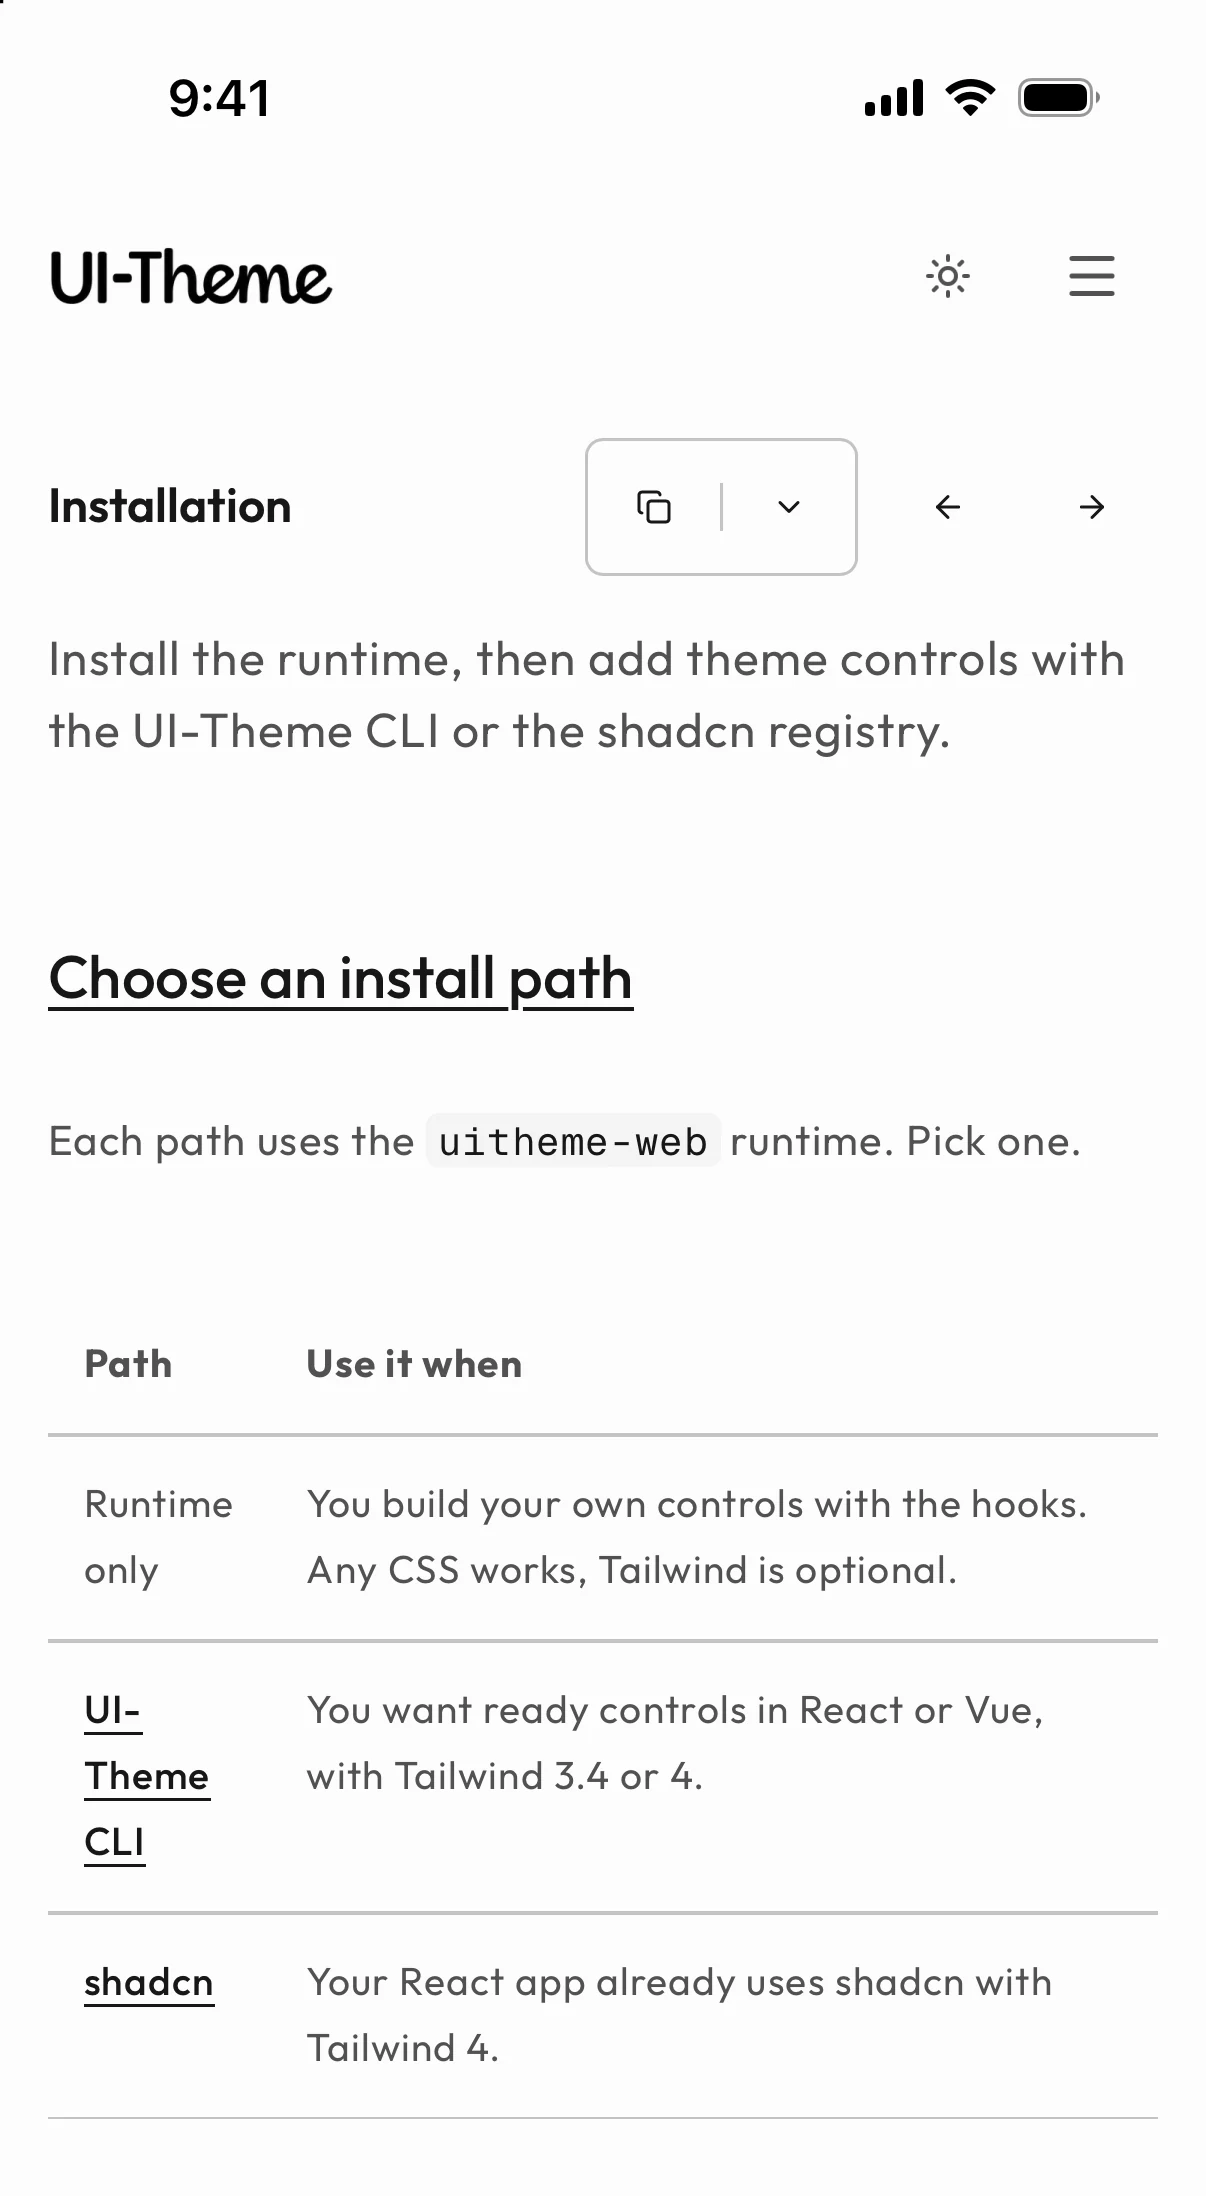 9:41
UI-Theme
Installation
Install the runtime, then add theme controls with
the UI-Theme CLI or the shadcn registry.
Choose an install path
Each path uses the uitheme-web runtime. Pick one.
Path Use it when
Runtime You build your own controls with the hooks.
only Any CSS works, Tailwind is optional.
UI- You want ready controls in React or Vue,
Theme with Tailwind 3.4 or 4.
CLI
shadcn Your React app already uses shadcn with
Tailwind 4.